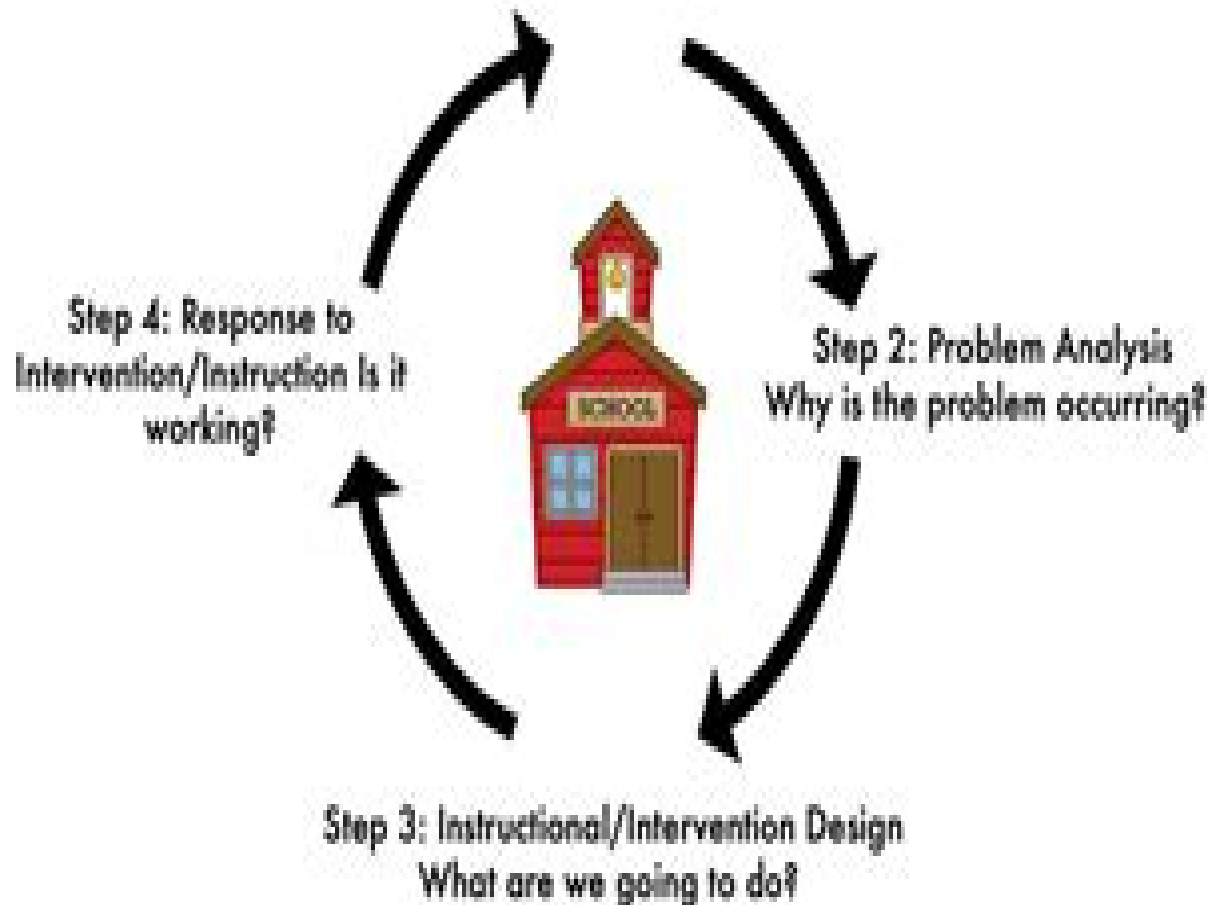 Step 4: Response to
Intervention/Instruction Is it
working?
SCHOOL
Step 2: Problem Analysis
Why is the problem occurring?
Step 3: Instructional/Intervention Design
What are we going to do?